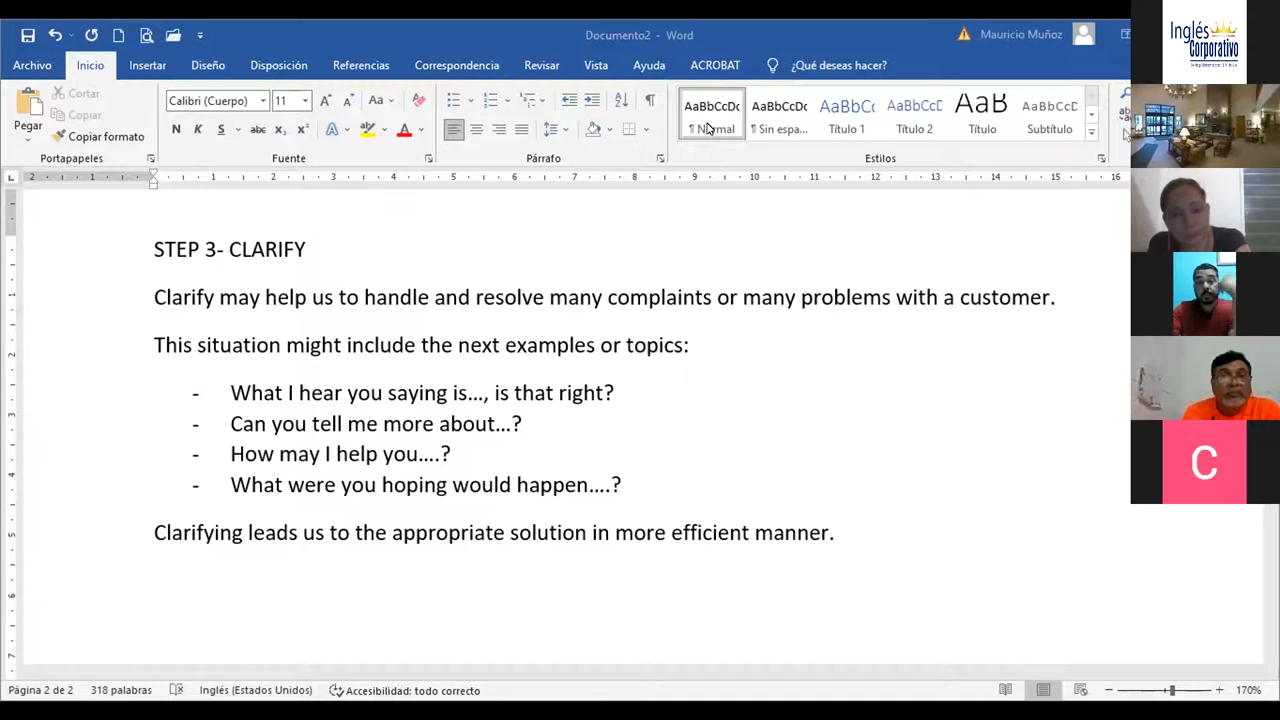 Documento2 - Word
Mauricio Muñoz
Archivo Inicio Insertar Diseño Disposición Referencias Correspondencia Revisar Vista Ayuda ACROBAT ¿Qué deseas hacer?
Pegar
Cortar
Copiar
Copiar formato
Portapapeles
Calibri (Cuerpo) 11
Fuente
Párrafo
AaBbCcDc AaBbCcDc AaBbC AaBbCcD AaB AaBbCcD
¶ Normal ¶ Sin espa... Título 1 Título 2 Título Subtítulo
Estilos
Inglés
Corporativo
STEP 3- CLARIFY
Clarify may help us to handle and resolve many complaints or many problems with a customer.
This situation might include the next examples or topics:
- What I hear you saying is..., is that right?
- Can you tell me more about...?
- How may I help you....?
- What were you hoping would happen....?
Clarifying leads us to the appropriate solution in more efficient manner.
C
Página 2 de 2 318 palabras Inglés (Estados Unidos) Accesibilidad: todo correcto 170%